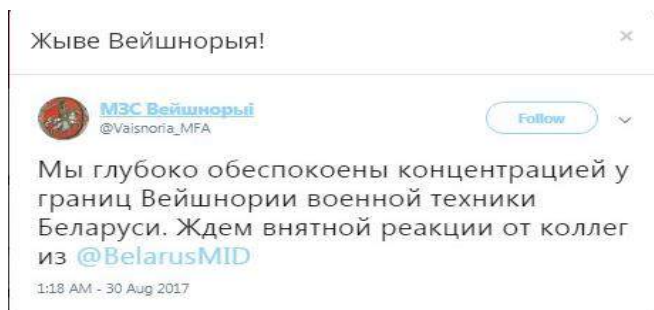 Жыве Вейшнорыя!
МЗС Вейшнорыі
@Vaisnoria_MFA
Follow
Мы глубоко обеспокоены концентрацией у
границ Вейшнории военной техники
Беларуси. Ждем внятной реакции от коллег
из @BelarusMID
1:18 AM - 30 Aug 2017